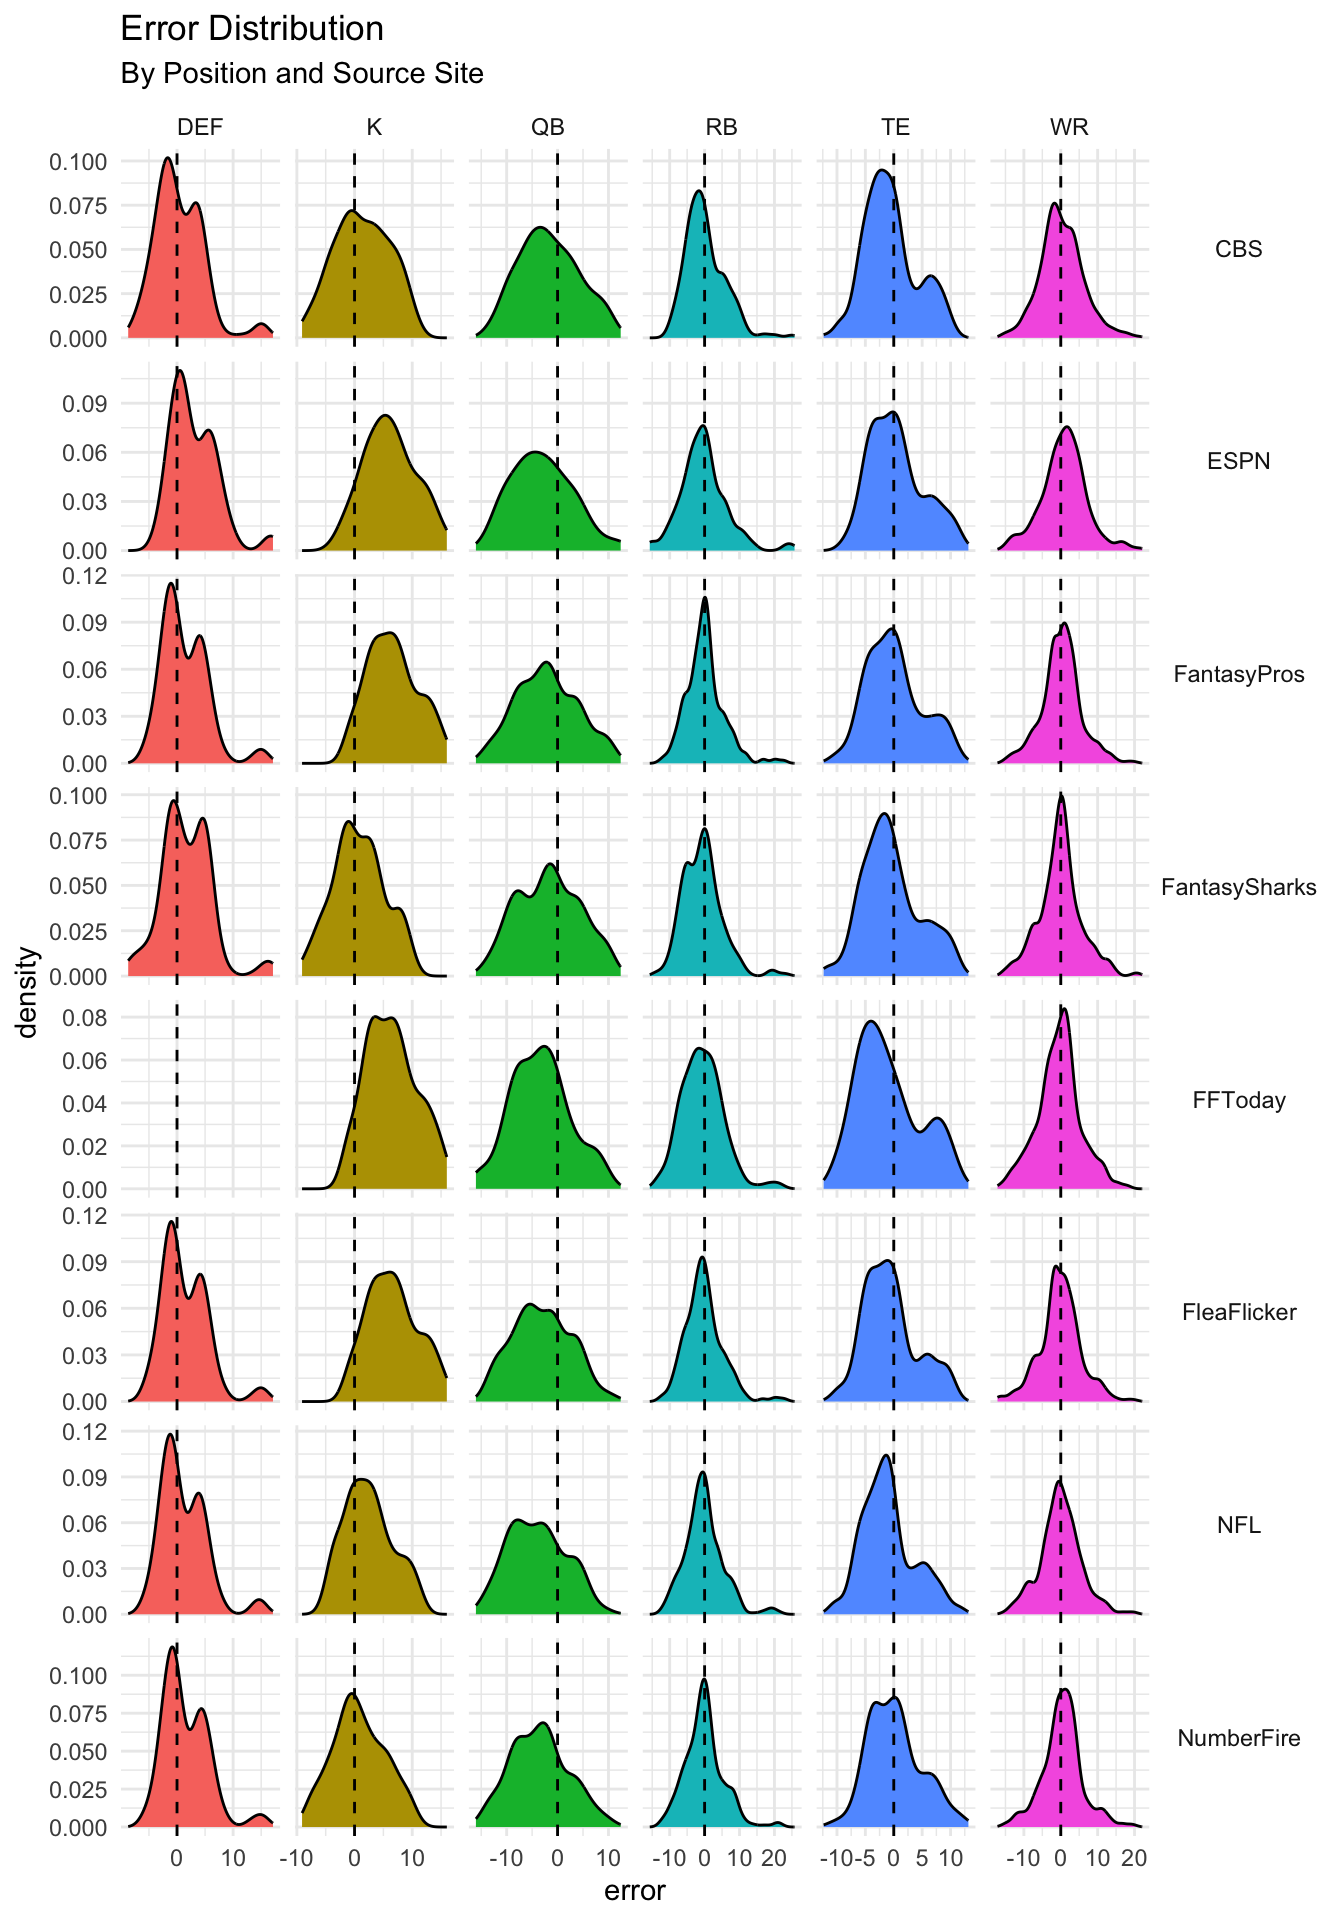 Error Distribution
By Position and Source Site
DEF K QB RB TE WR
0.100
0.075
0.050
0.025
0.000
CBS
0.09
0.06
0.03
0.00
ESPN
0.12
0.09
0.06
0.03
0.00
FantasyPros
0.100
0.075
0.050
0.025
0.000
FantasySharks
density
0.08
0.06
0.04
0.02
0.00
FFToday
0.12
0.09
0.06
0.03
0.00
FleaFlicker
0.12
0.09
0.06
0.03
0.00
NFL
0.100
0.075
0.050
0.025
0.000
NumberFire
0 10 -10 0 10 -10 0 10 -10 0 10 20 -10 -5 0 5 10 -10 0 10 20
error